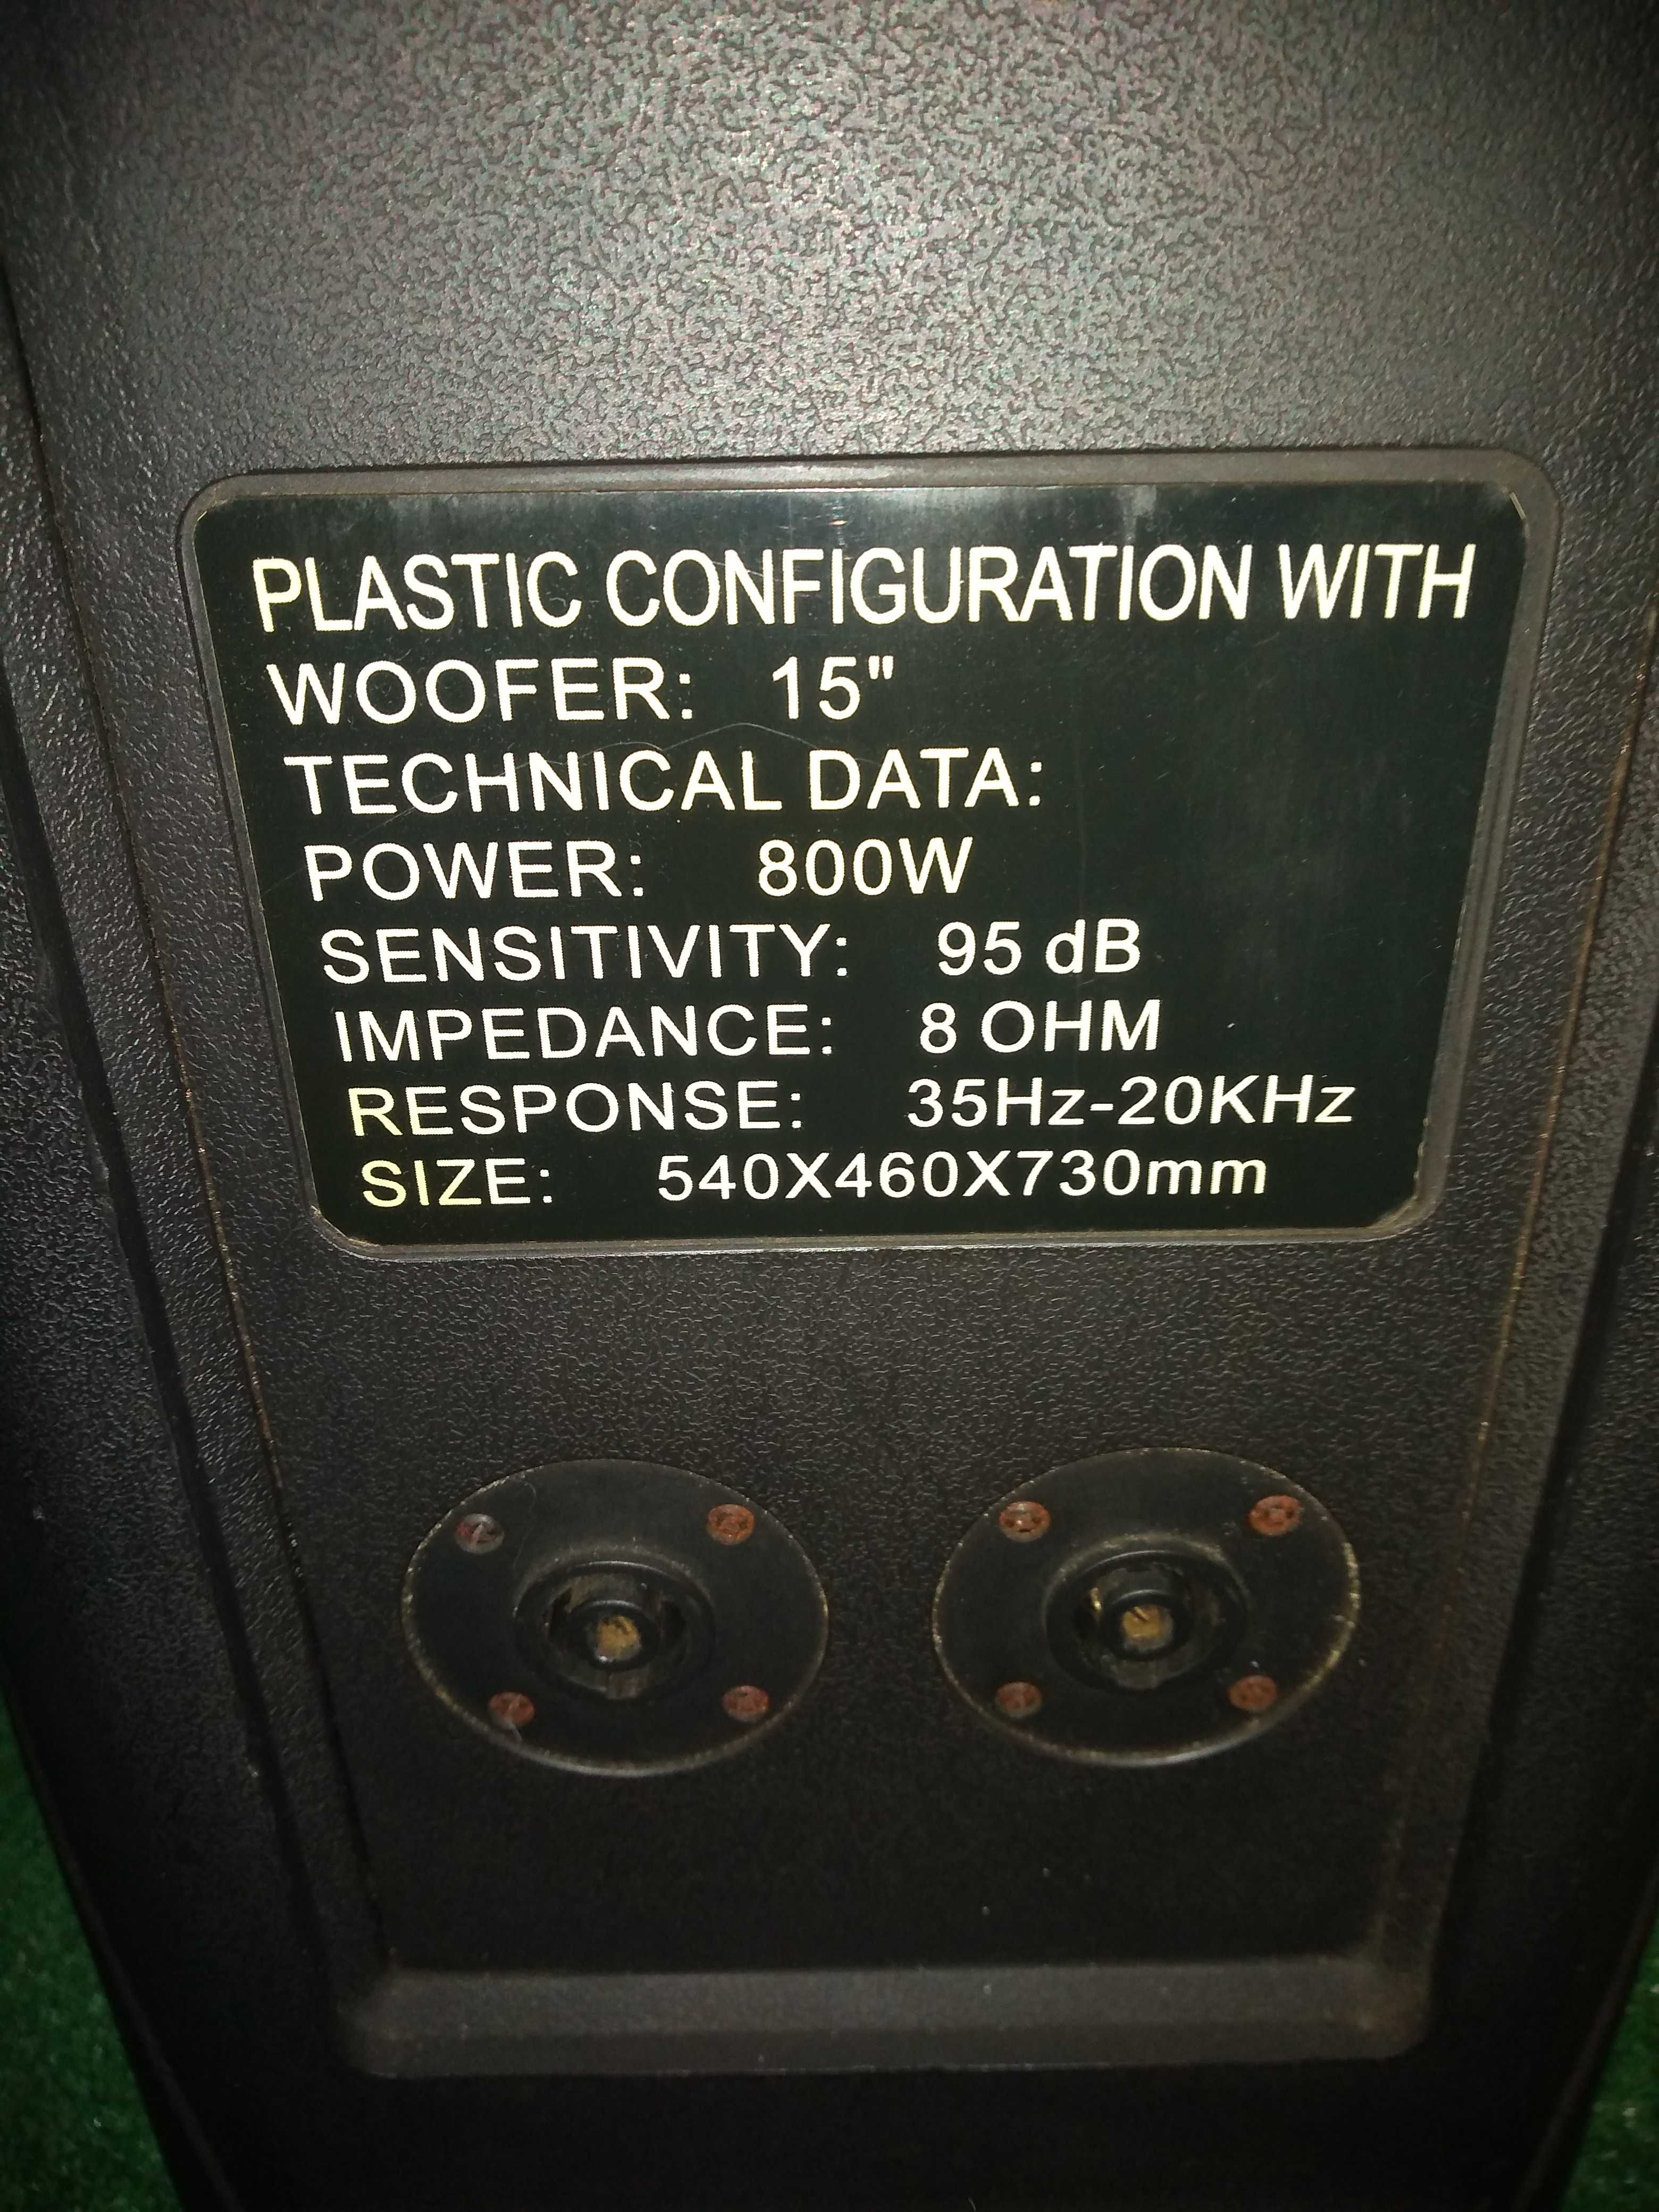 PLASTIC CONFIGURATION WITH
WOOFER: 15"
TECHNICAL DATA:
POWER: 800W
SENSITIVITY: 95 dB
IMPEDANCE: 8 OHM
RESPONSE: 35Hz-20KHz
SIZE: 540X460X730mm